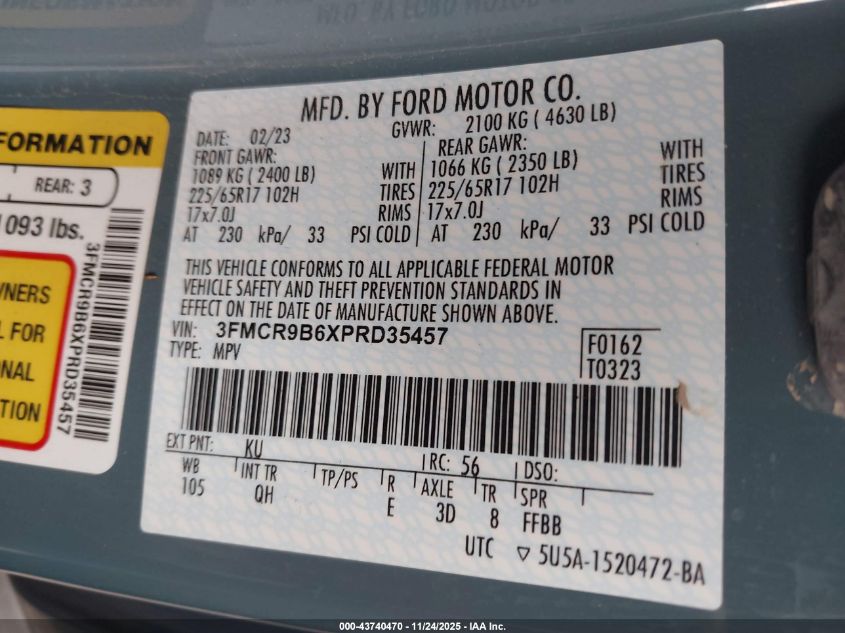 MFD. BY FORD MOTOR CO.
DATE: 02/23 GVWR: 2100 KG ( 4630 LB)
FRONT GAWR: REAR GAWR:
1089 KG ( 2400 LB) WITH 1066 KG ( 2350 LB) WITH
225/65R17 102H TIRES 225/65R17 102H TIRES
17x7.0J RIMS 17x7.0J RIMS
AT 230 kPa/ 33 PSI COLD AT 230 kPa/ 33 PSI COLD
THIS VEHICLE CONFORMS TO ALL APPLICABLE FEDERAL MOTOR
VEHICLE SAFETY AND THEFT PREVENTION STANDARDS IN
EFFECT ON THE DATE OF MANUFACTURE SHOWN ABOVE.
VIN: 3FMCR9B6XPRD35457
TYPE: MPV
F0162
T0323
EXT PNT: KU RC: 56 DSO:
WB INT TR TP/PS R AXLE TR SPR
105 QH E 3D 8 FFBB
UTC ▽ 5U5A-1520472-BA
FORMATION
REAR: 3
1093 lbs.
3FMCR9B6XPRD35457
WNERS
L FOR
ONAL
TION
000-43740470 - 11/24/2025 - IAA Inc.